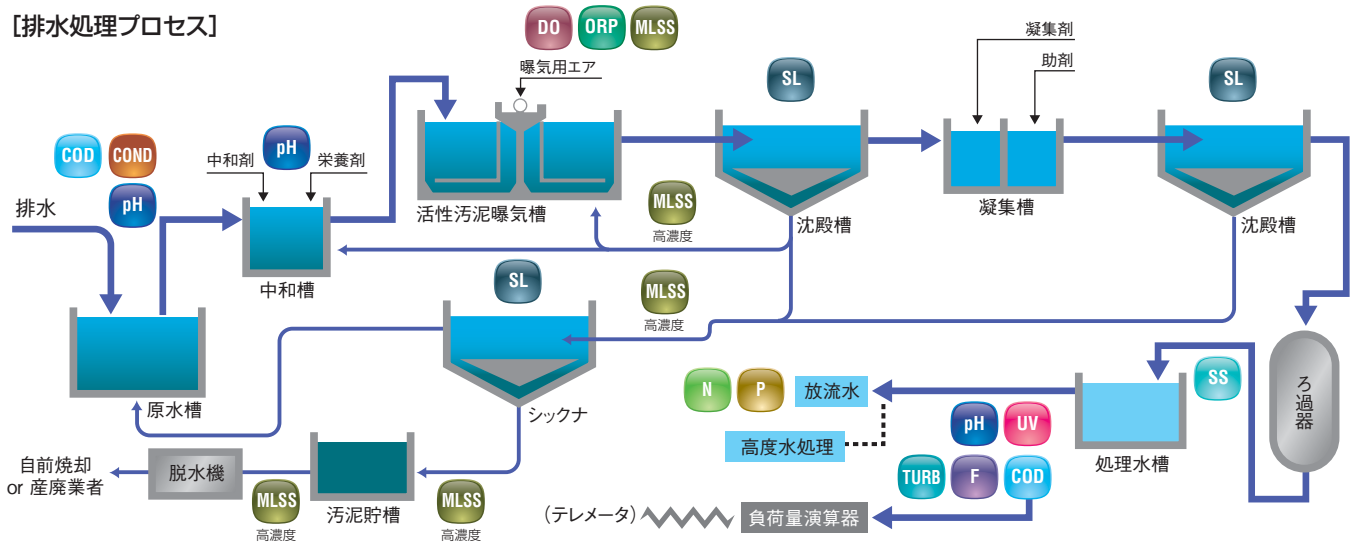 [排水処理プロセス]
DO
ORP
MLSS
曝気用エア
凝集剤
助剤
SL
SL
COD
COND
pH
中和剤
pH
栄養剤
排水
活性汚泥曝気槽
MLSS
高濃度
沈殿槽
凝集槽
沈殿槽
中和槽
SL
MLSS
高濃度
原水槽
シックナ
N
P
放流水
SS
ろ過器
高度水処理
pH
UV
処理水槽
自前焼却
or 産廃業者
脱水機
MLSS
高濃度
汚泥貯槽
MLSS
高濃度
TURB
F
COD
(テレメータ)
負荷量演算器